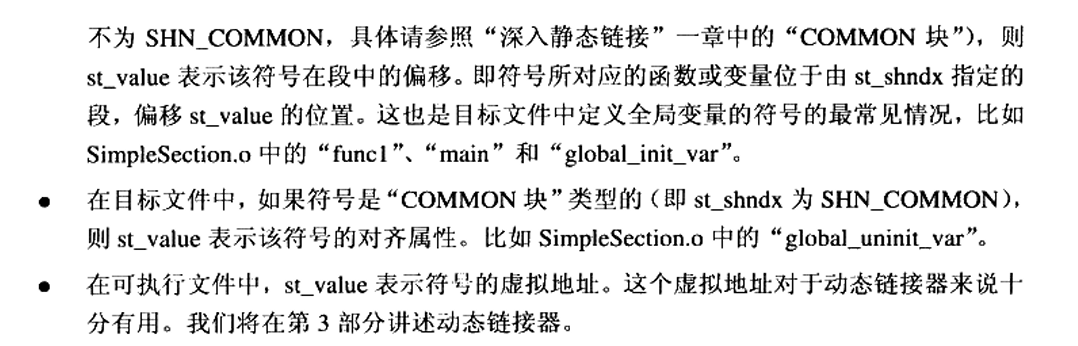 不为 SHN_COMMON，具体请参照“深入静态链接”一章中的“COMMON 块”)，则
st_value 表示该符号在段中的偏移。即符号所对应的函数或变量位于由 st_shndx 指定的
段，偏移 st_value 的位置。这也是目标文件中定义全局变量的符号的最常见情况，比如
SimpleSection.o 中的“func1”、“main”和“global_init_var”。
● 在目标文件中，如果符号是“COMMON 块”类型的（即 st_shndx 为 SHN_COMMON），
则 st_value 表示该符号的对齐属性。比如 SimpleSection.o 中的“global_uninit_var”。
● 在可执行文件中，st_value 表示符号的虚拟地址。这个虚拟地址对于动态链接器来说十
分有用。我们将在第 3 部分讲述动态链接器。